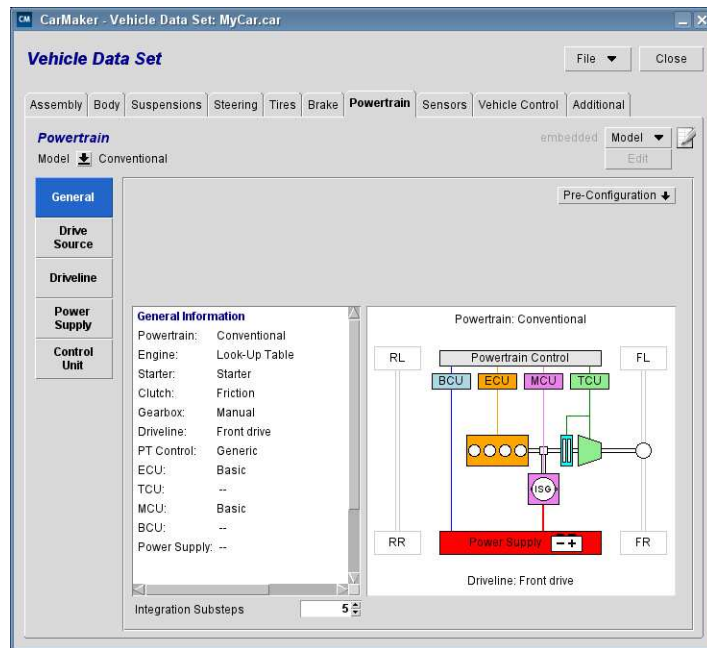 CM CarMaker - Vehicle Data Set: MyCar.car
Vehicle Data Set
File Close
Assembly Body Suspensions Steering Tires Brake Powertrain Sensors Vehicle Control Additional
Powertrain
embedded Model
Model Conventional
Edit
General
Drive
Source
Driveline
Power
Supply
Control
Unit
Pre-Configuration
General Information
Powertrain: Conventional
Engine: Look-Up Table
Starter: Starter
Clutch: Friction
Gearbox: Manual
Driveline: Front drive
PT Control: Generic
ECU: Basic
TCU: --
MCU: Basic
BCU: --
Power Supply: --
Integration Substeps 5
Powertrain: Conventional
RL Powertrain Control FL
BCU ECU MCU TCU
ISG
RR Power Supply - + FR
Driveline: Front drive